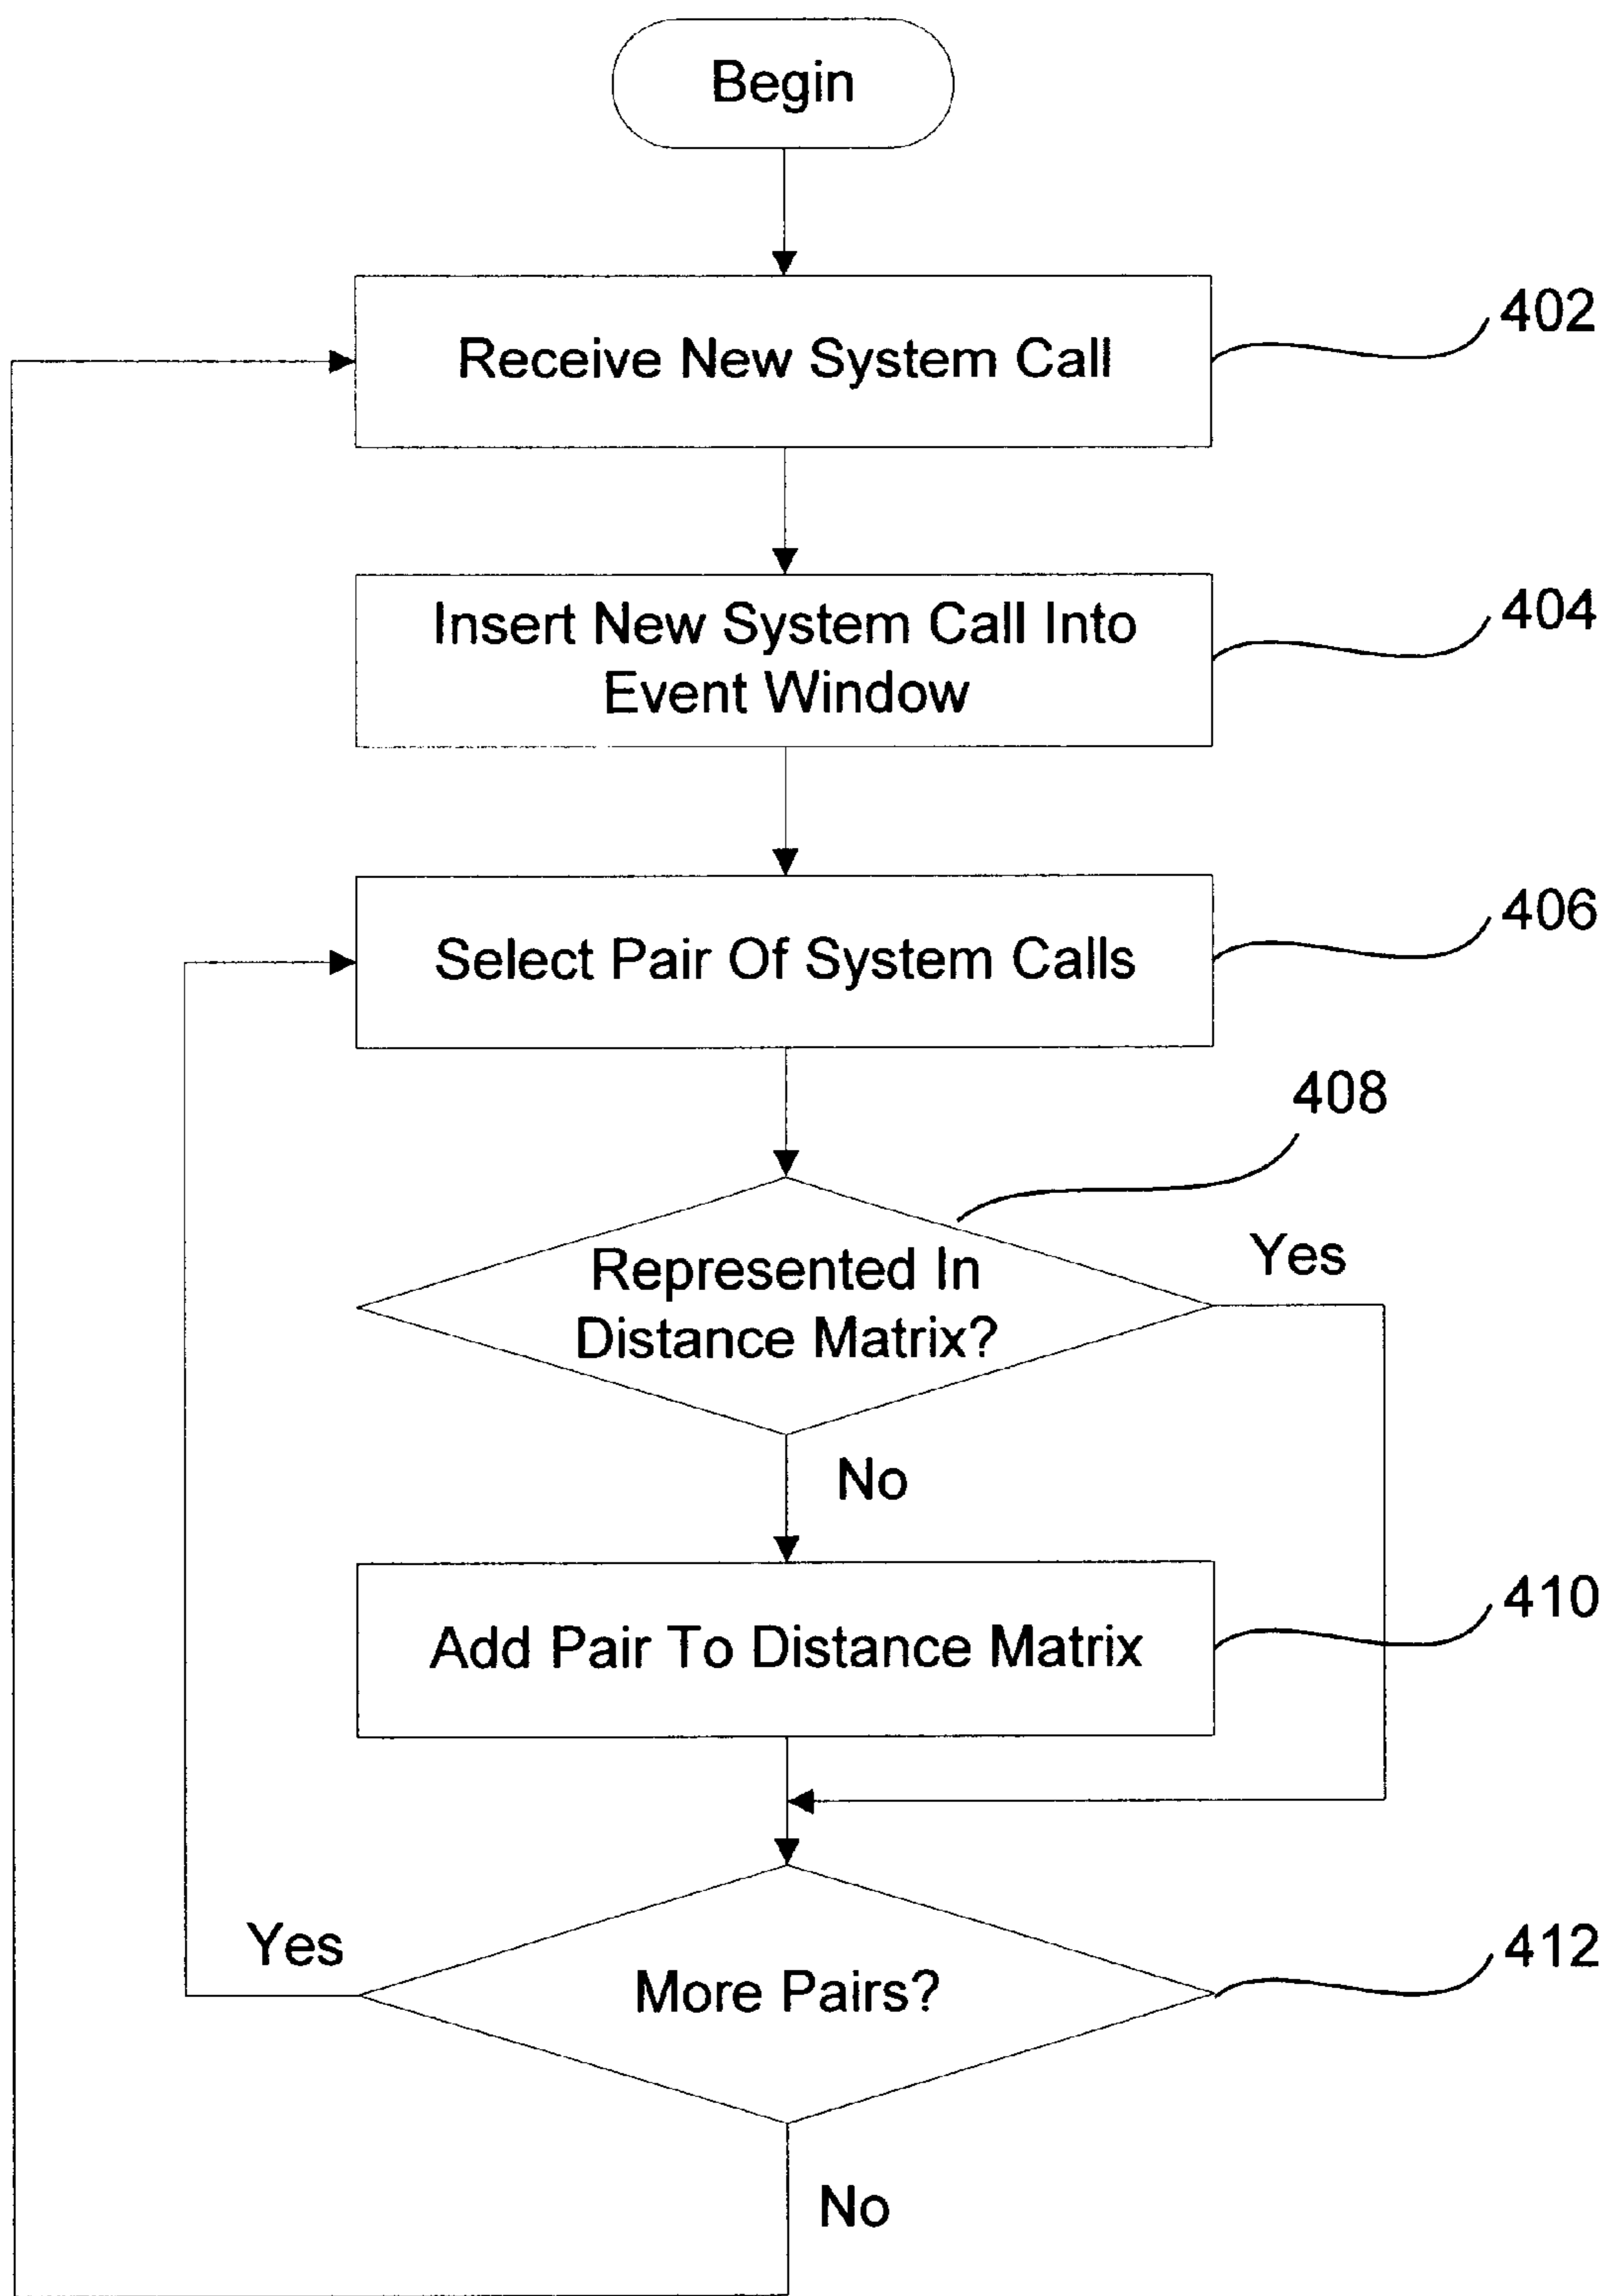 Begin
Receive New System Call
402
Insert New System Call Into
Event Window
404
Select Pair Of System Calls
406
408
Represented In
Distance Matrix?
Yes
No
Add Pair To Distance Matrix
410
Yes
More Pairs?
412
No